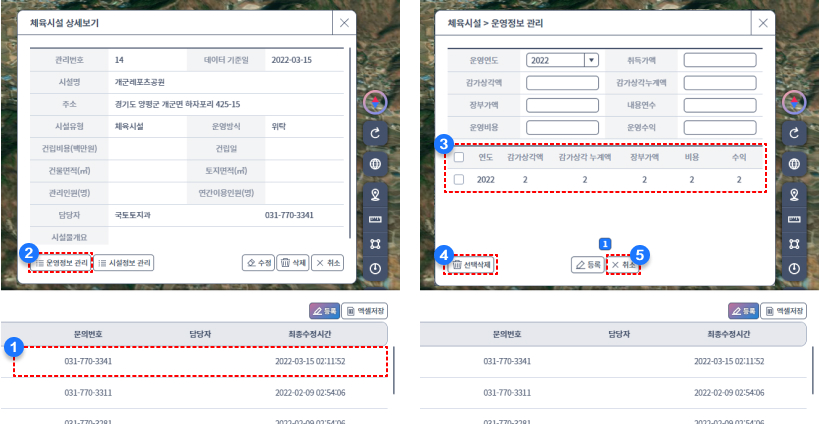 체육시설 상세보기
관리번호 14 데이터 기준일 2022-03-15
시설명 개군레포츠공원
주소 경기도 양평군 개군면 하자포리 425-15
시설유형 체육시설 운영방식 위탁
건립비용(백만원) 건립일
건물면적(㎡) 토지면적(㎡)
관리인원(명) 연간이용인원(명)
담당자 국토토지과 031-770-3341
시설물개요
2
운영정보 관리 시설정보 관리 수정 삭제 취소
등록 엑셀저장
문의번호 담당자 최종수정시간
1
031-770-3341 2022-03-15 02:11:52
031-770-3311 2022-02-09 02:54:06
031-770-3281 2022-02-09 02:54:06
체육시설 > 운영정보 관리
운영연도 2022 취득가액
감가상각액 감가상각누계액
장부가액 내용연수
운영비용 운영수익
3
연도 감가상각액 감가상각 누계액 장부가액 비용 수익
2022 2 2 2 2 2
1
4 5
선택삭제 등록 취소
등록 엑셀저장
문의번호 담당자 최종수정시간
031-770-3341 2022-03-15 02:11:52
031-770-3311 2022-02-09 02:54:06
031-770-3281 2022-02-09 02:54:06